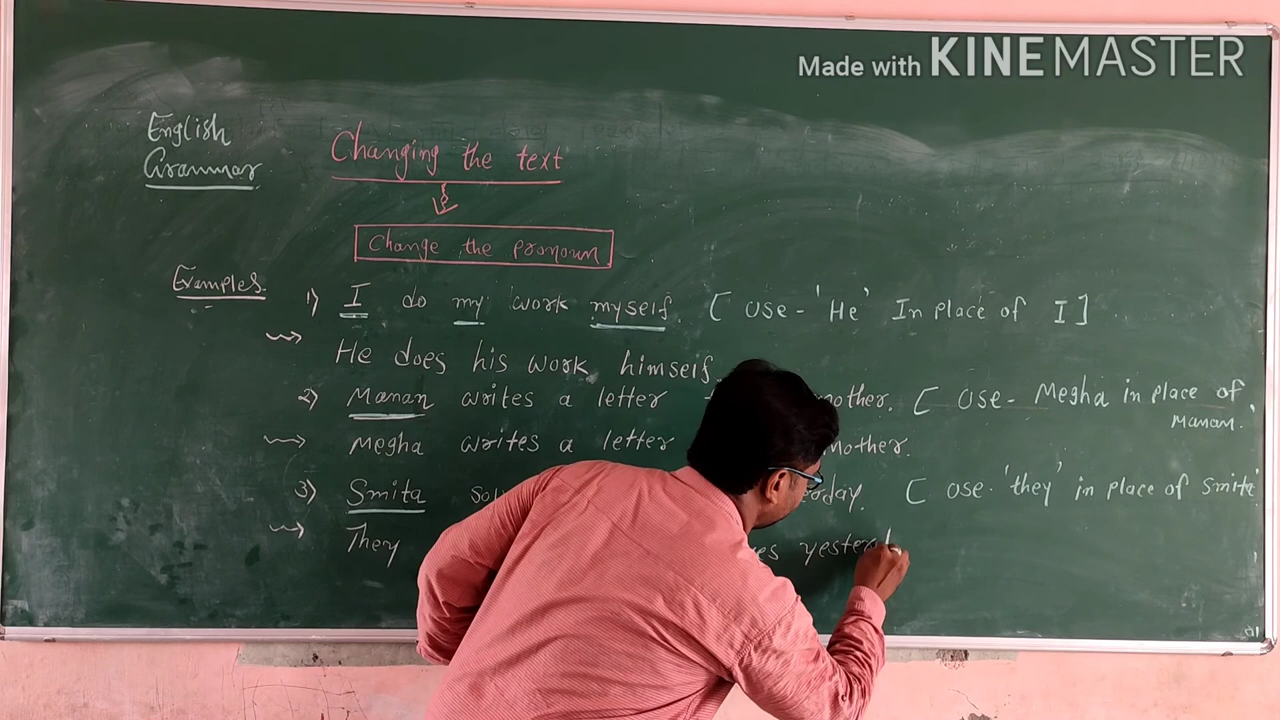 Made with KINEMASTER
English
Grammar
Changing the text
Change the pronoun
Examples
1) I do my work myself. [ Use - 'He' In place of I ]
He does his work himself.
2) Manan writes a letter mother. [ Use - Megha in place of
Manan.
Megha writes a letter mother.
3) Smita [ Use. 'they' in place of Smita
They